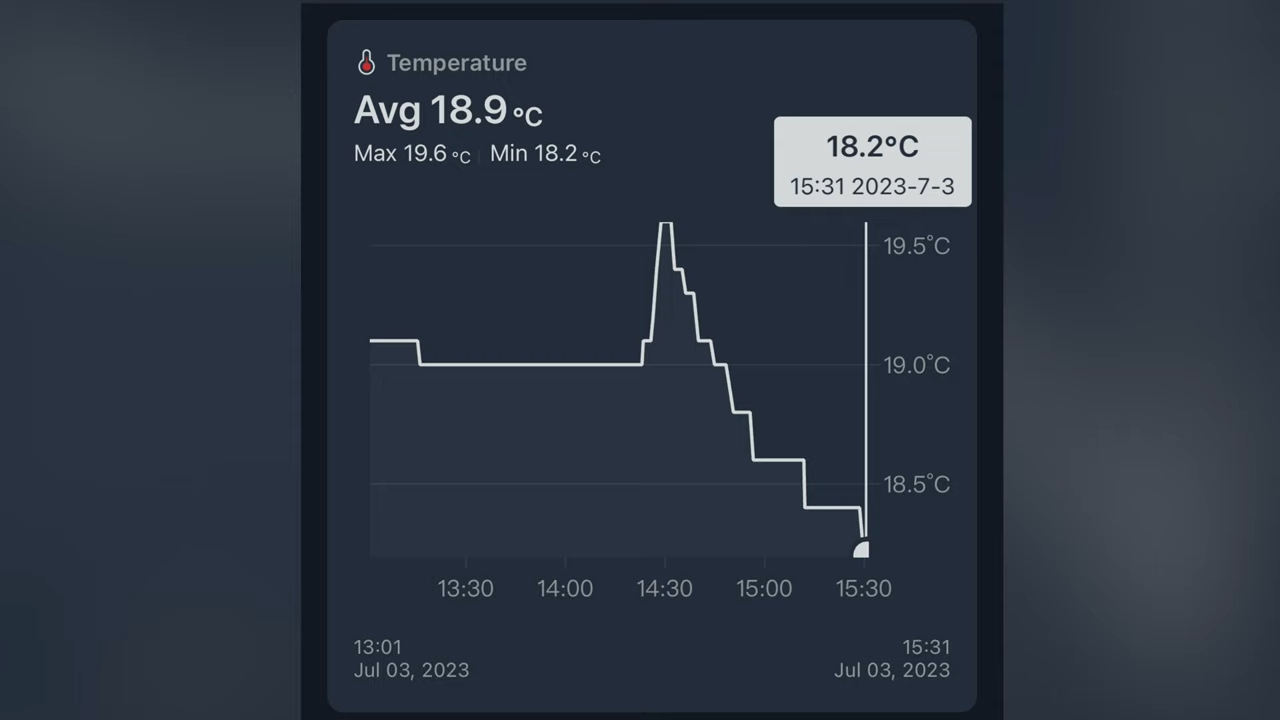 Temperature
Avg 18.9 °C
Max 19.6 °C | Min 18.2 °C
18.2°C
15:31 2023-7-3
19.5°C
19.0°C
18.5°C
13:30 14:00 14:30 15:00 15:30
13:01 15:31
Jul 03, 2023 Jul 03, 2023